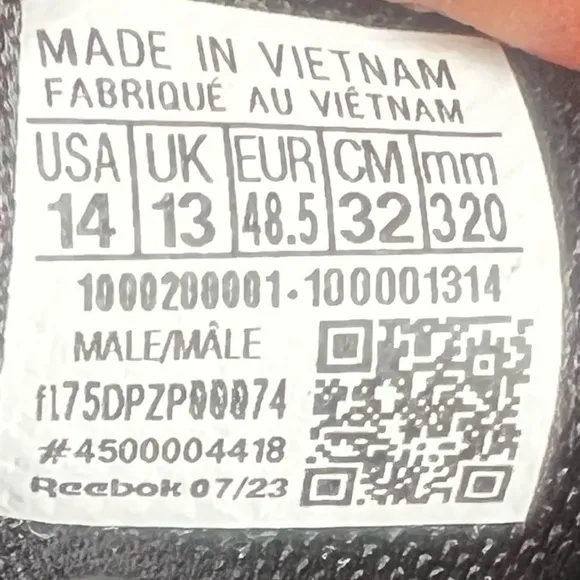 MADE IN VIETNAM
FABRIQUÉ AU VIÊTNAM
USA UK EUR CM mm
14 13 48.5 32 320
1000200001-100001314
MALE/MÂLE
f175DPZP00074
#4500004418
Reebok 07/23